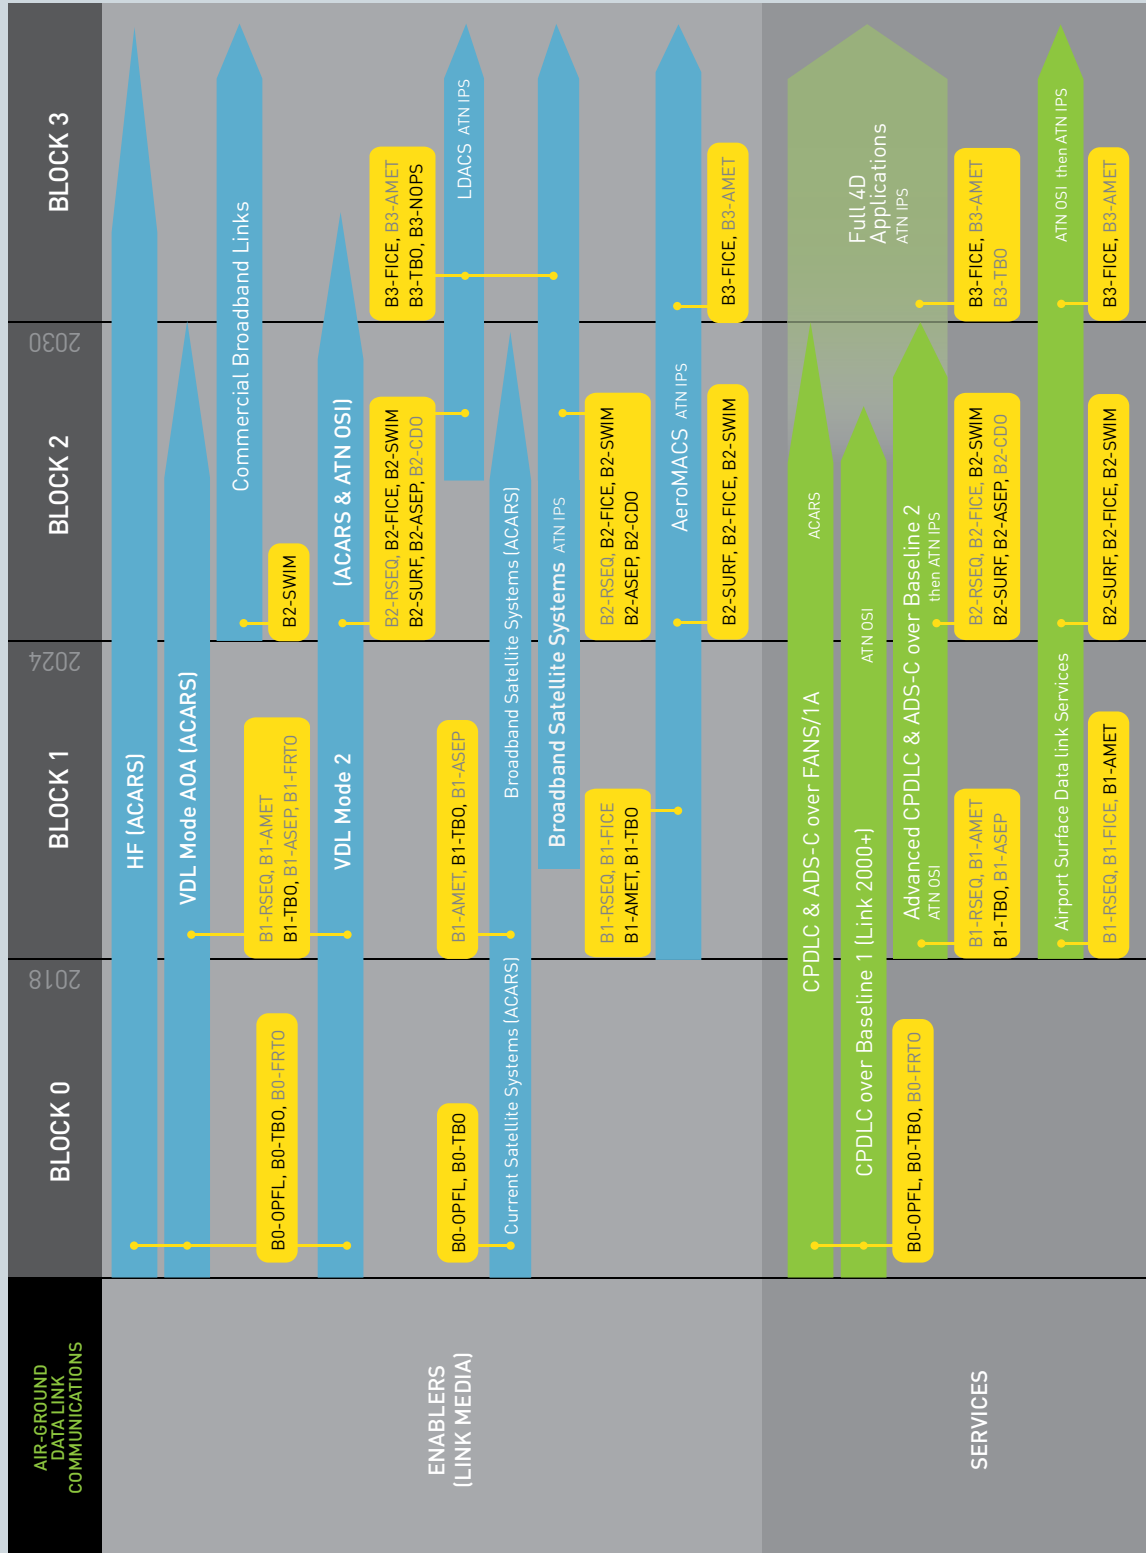 AIR-GROUND
DATA LINK
COMMUNICATIONS
BLOCK 0
2018
BLOCK 1
2024
BLOCK 2
2030
BLOCK 3
ENABLERS
(LINK MEDIA)
HF (ACARS)
VDL Mode A0A (ACARS)
Commercial Broadband Links
B0-OPFL, B0-TBO, B0-FRTO
B1-RSEQ, B1-AMET
B1-TBO, B1-ASEP, B1-FRTO
B2-SWIM
VDL Mode 2
(ACARS & ATN OSI)
B2-RSEQ, B2-FICE, B2-SWIM
B2-SURF, B2-ASEP, B2-CDO
B3-FICE, B3-AMET
B3-TBO, B3-NOPS
B0-OPFL, B0-TBO
B1-AMET, B1-TBO, B1-ASEP
LDACS ATN IPS
Current Satellite Systems (ACARS)
Broadband Satellite Systems (ACARS)
Broadband Satellite Systems ATN IPS
B1-RSEQ, B1-FICE
B1-AMET, B1-TBO
B2-RSEQ, B2-FICE, B2-SWIM
B2-ASEP, B2-CDO
AeroMACS ATN IPS
B2-SURF, B2-FICE, B2-SWIM
B3-FICE, B3-AMET
SERVICES
CPDLC & ADS-C over FANS/1A
ACARS
CPDLC over Baseline 1 (Link 2000+)
ATN OSI
Full 4D
Applications
ATN IPS
B0-OPFL, B0-TBO, B0-FRTO
Advanced CPDLC & ADS-C over Baseline 2
ATN OSI
then ATN IPS
B1-RSEQ, B1-AMET
B1-TBO, B1-ASEP
B2-RSEQ, B2-FICE, B2-SWIM
B2-SURF, B2-ASEP, B2-CDO
B3-FICE, B3-AMET
B3-TBO
Airport Surface Data link Services
ATN OSI then ATN IPS
B1-RSEQ, B1-FICE, B1-AMET
B2-SURF, B2-FICE, B2-SWIM
B3-FICE, B3-AMET